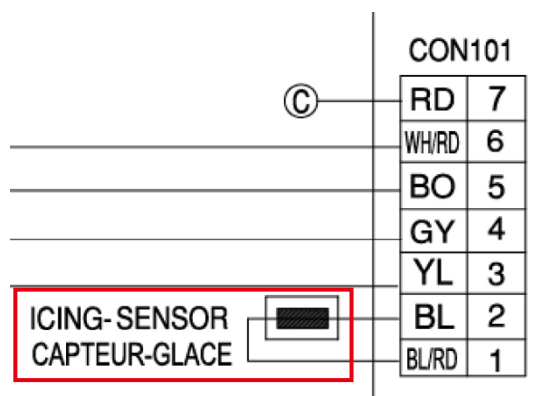 CON101
Ⓒ RD 7
WH/RD 6
BO 5
GY 4
YL 3
ICING-SENSOR BL 2
CAPTEUR-GLACE BL/RD 1